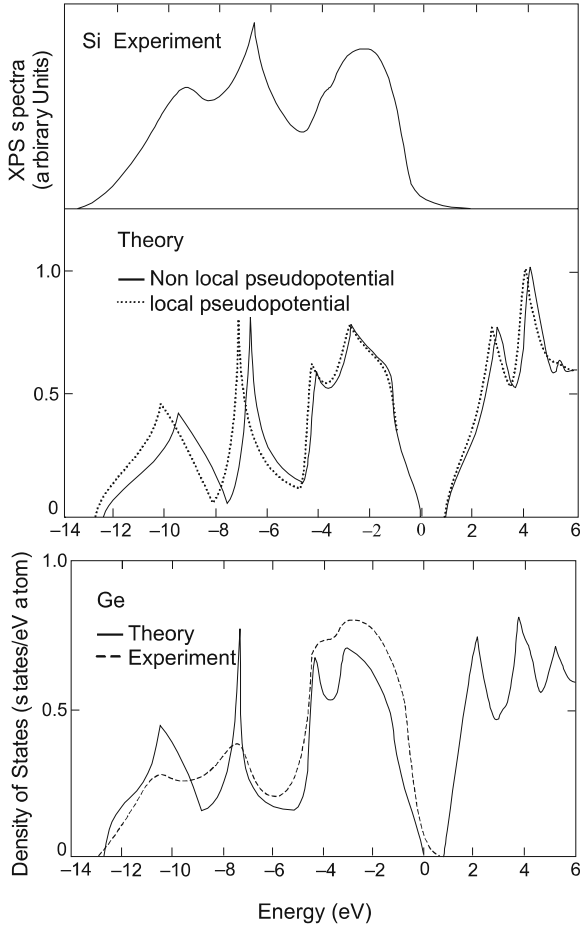 Si Experiment
XPS spectra
(arbirary Units)
Theory
Non local pseudopotential
local pseudopotential
1.0
0.5
0
−14 −12 −10 −8 −6 −4 −2 0 2 4 6
1.0
Ge
Theory
Experiment
0.5
0
Density of States (states/eV atom)
−14 −12 −10 −8 −6 −4 −2 0 2 4 6
Energy (eV)